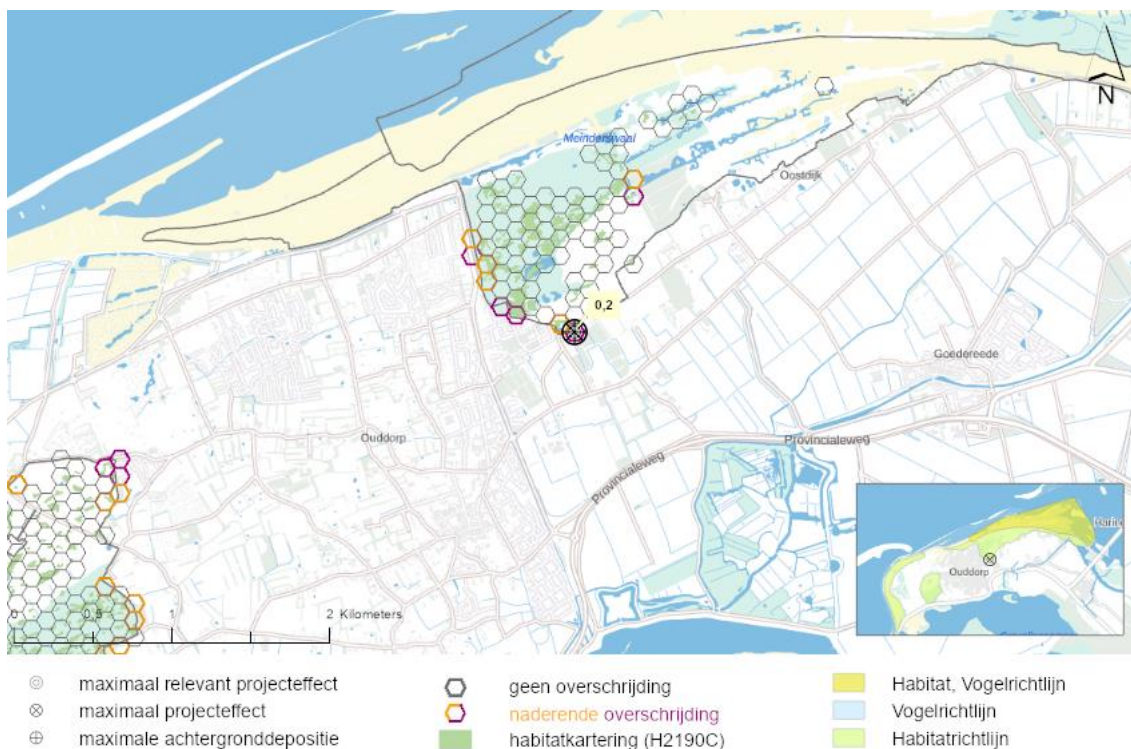 N
Meinderswaal
Oostdijk
0,2
Goedereede
Ouddorp
Provincialeweg
Provincialeweg
Harin
Ouddorp
0 0,5 1 2 Kilometers
maximaal relevant projecteffect
geen overschrijding
Habitat, Vogelrichtlijn
maximaal projecteffect
naderende overschrijding
Vogelrichtlijn
maximale achtergronddepositie
habitatkartering (H2190C)
Habitatrichtlijn